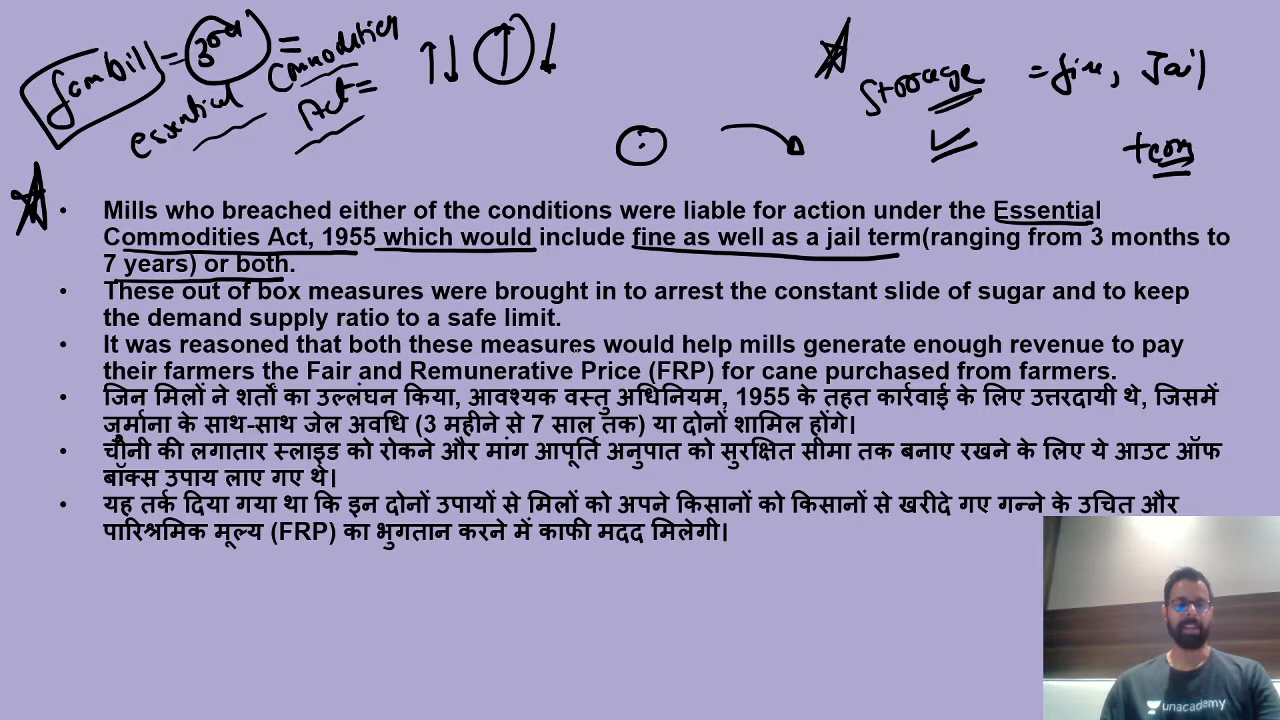 farmbill = 3rd =
essential Commodities
Act =
Storage = fine, Jail
Mills who breached either of the conditions were liable for action under the Essential
Commodities Act, 1955 which would include fine as well as a jail term(ranging from 3 months to
7 years) or both.
These out of box measures were brought in to arrest the constant slide of sugar and to keep
the demand supply ratio to a safe limit.
It was reasoned that both these measures would help mills generate enough revenue to pay
their farmers the Fair and Remunerative Price (FRP) for cane purchased from farmers.
जिन मिलों ने शर्तों का उल्लंघन किया, आवश्यक वस्तु अधिनियम, 1955 के तहत कार्रवाई के लिए उत्तरदायी थे, जिसमें
जुर्माना के साथ-साथ जेल अवधि (3 महीने से 7 साल तक) या दोनों शामिल होंगे।
चीनी की लगातार स्लाइड को रोकने और मांग आपूर्ति अनुपात को सुरक्षित सीमा तक बनाए रखने के लिए ये आउट ऑफ
बॉक्स उपाय लाए गए थे।
यह तर्क दिया गया था कि इन दोनों उपायों से मिलों को अपने किसानों को किसानों से खरीदे गए गन्ने के उचित और
पारिश्रमिक मूल्य (FRP) का भुगतान करने में काफी मदद मिलेगी।
unacademy